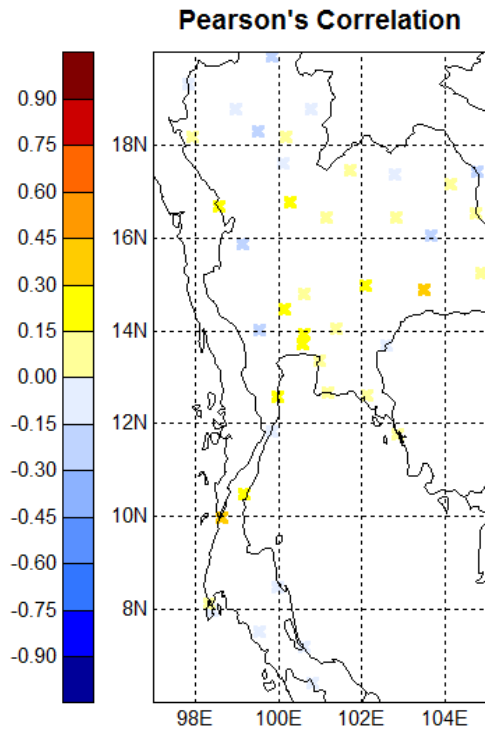 Pearson's Correlation
0.90
0.75
0.60
0.45
0.30
0.15
0.00
-0.15
-0.30
-0.45
-0.60
-0.75
-0.90
18N
16N
14N
12N
10N
8N
98E 100E 102E 104E